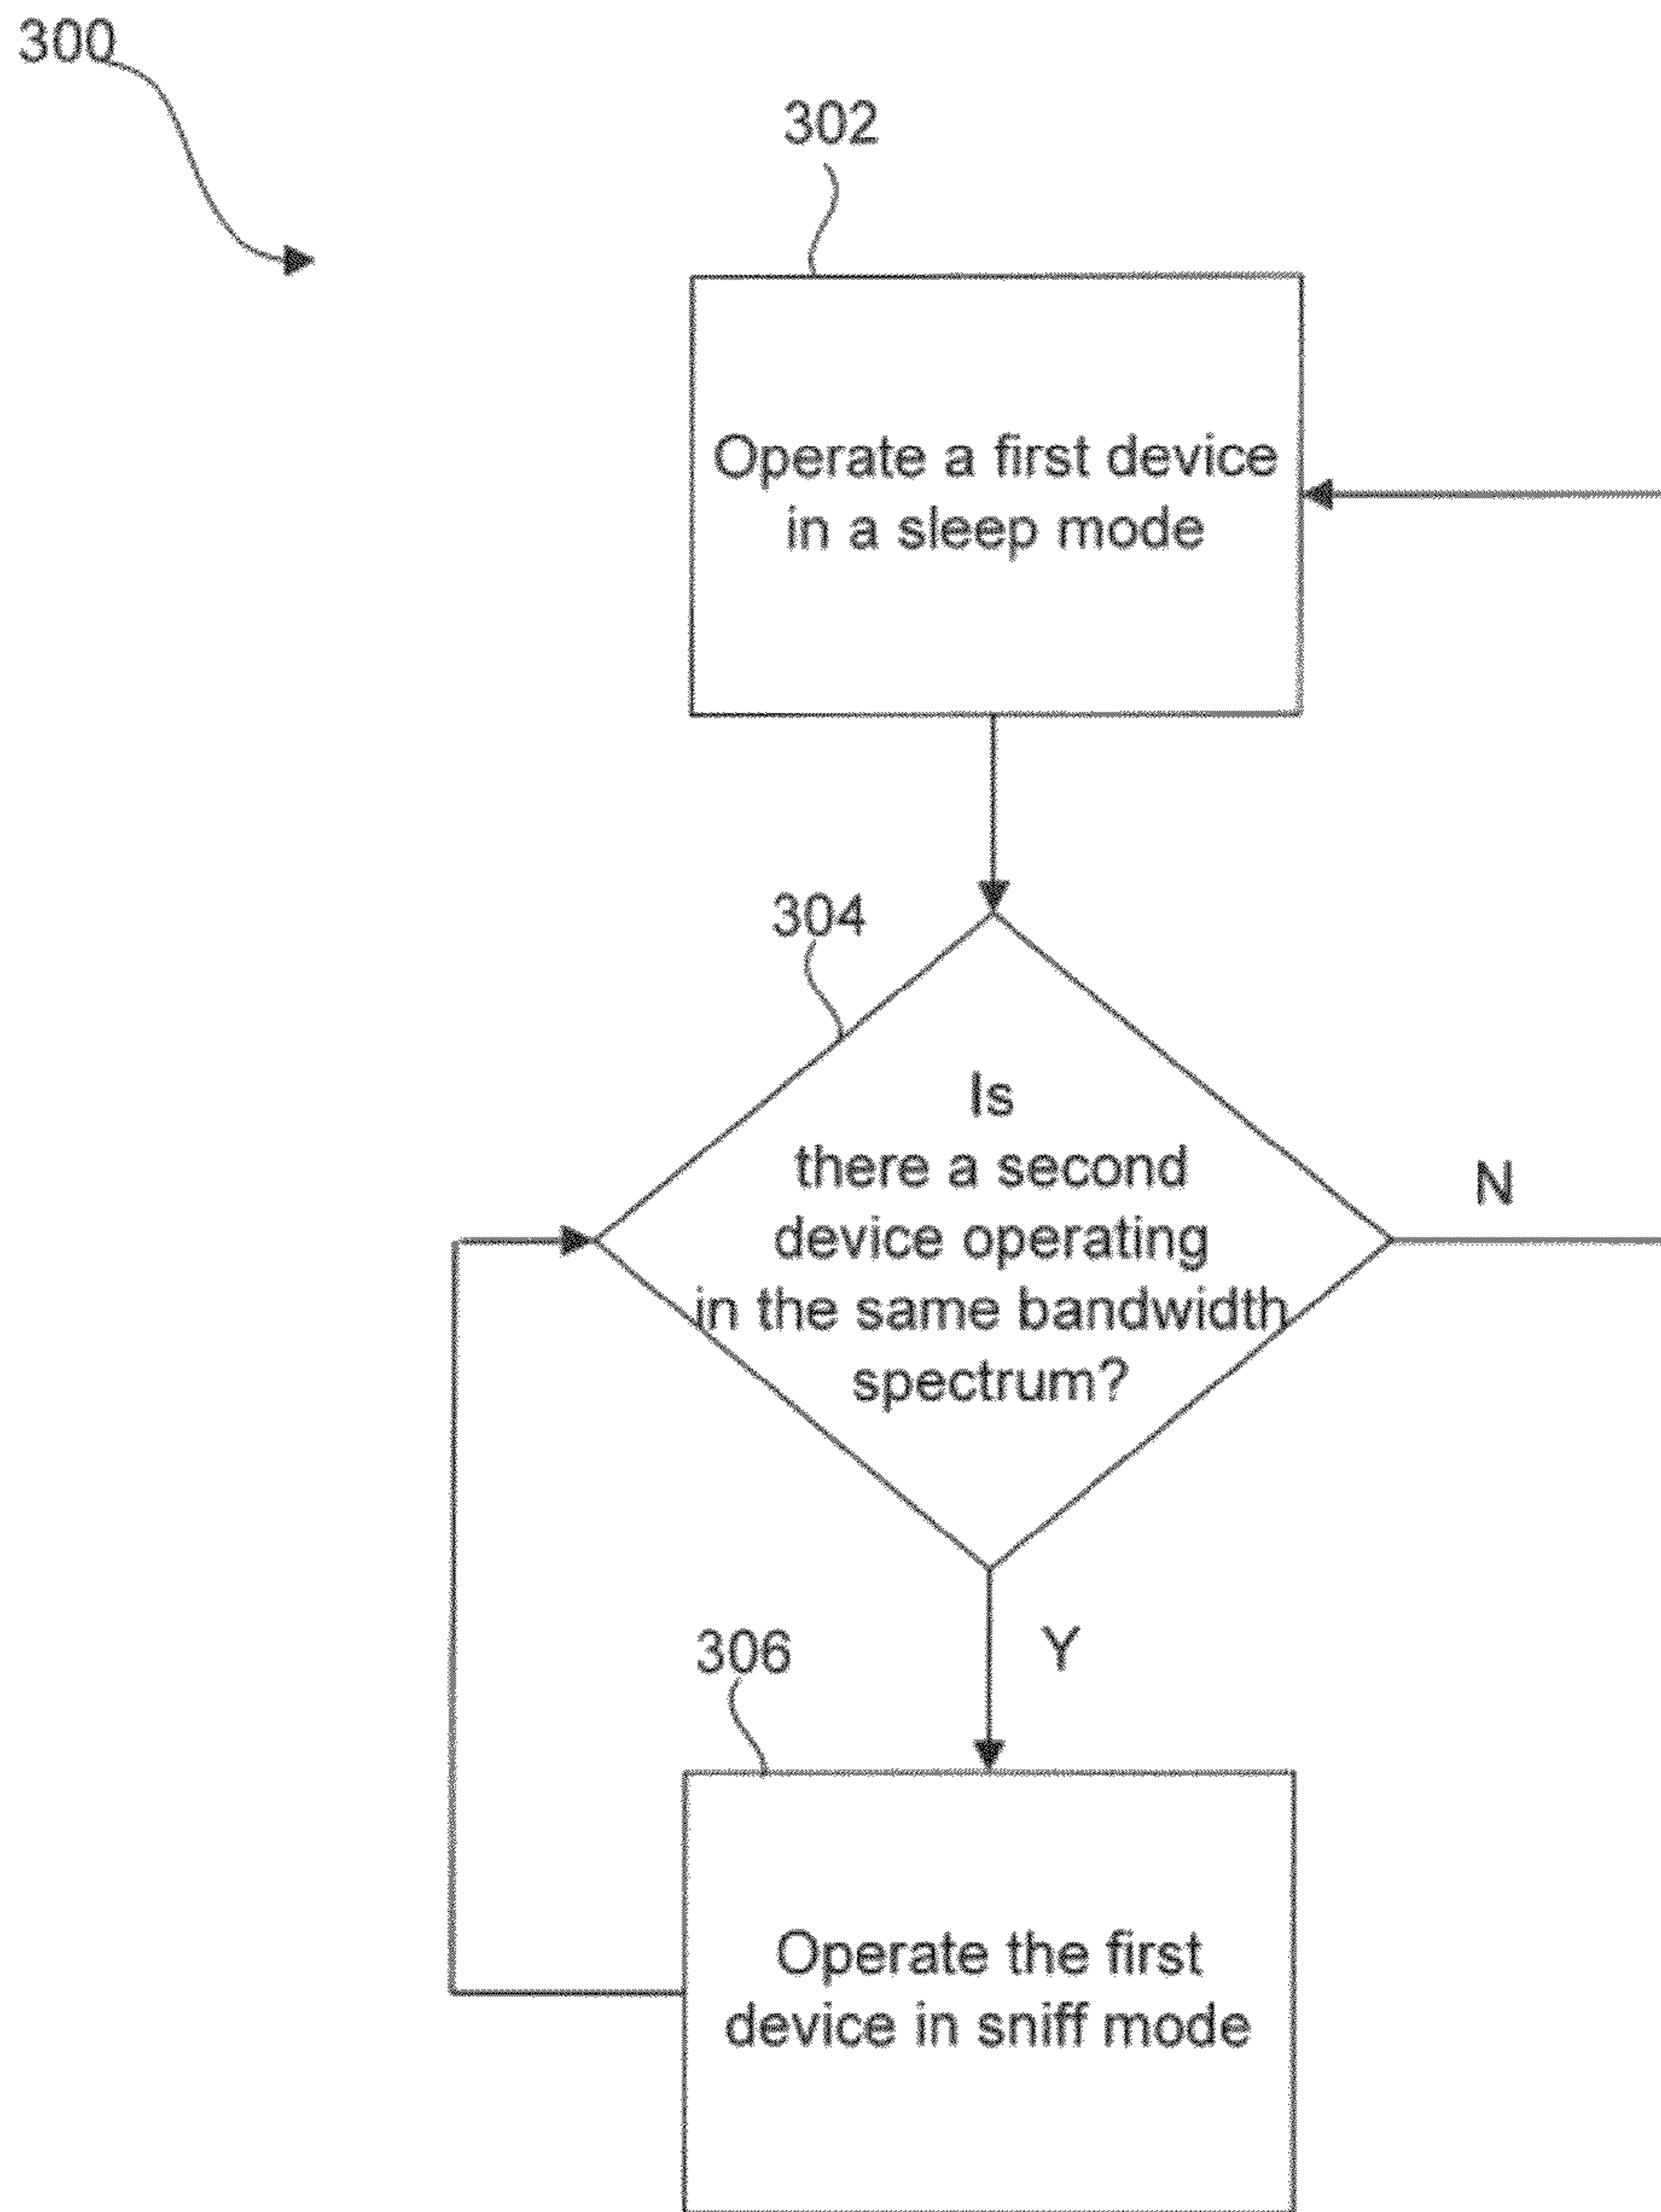 300
302
Operate a first device
in a sleep mode
304
Is
there a second
device operating
in the same bandwidth
spectrum?
N
Y
306
Operate the first
device in sniff mode